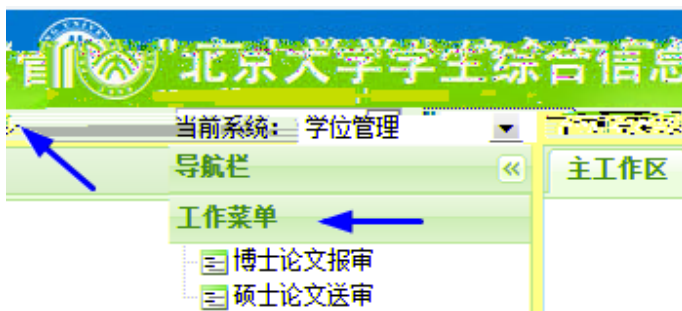 北京大学学生综合信息
当前系统: 学位管理
导航栏
主工作区
工作菜单
博士论文报审
硕士论文送审